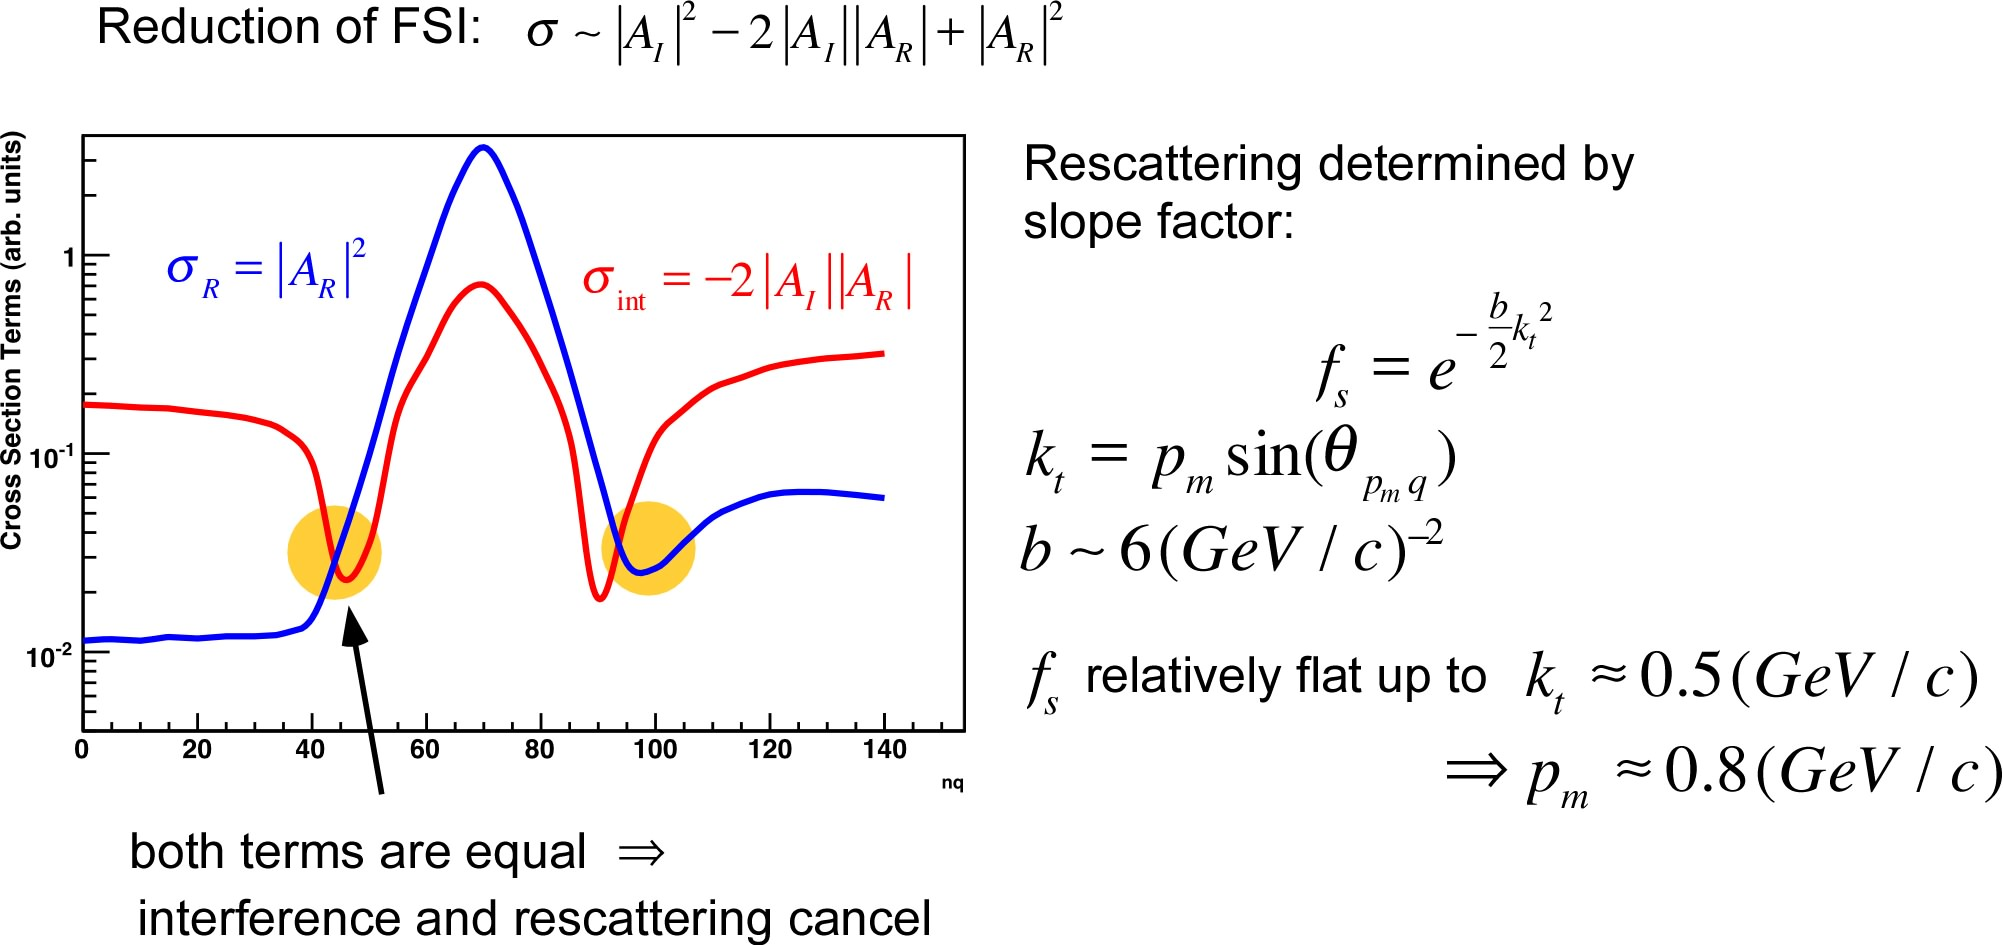 Reduction of FSI: σ ~ |A_I|² − 2|A_I||A_R| + |A_R|²
Cross Section Terms (arb. units)
1
10⁻¹
10⁻²
σ_R = |A_R|²
σ_int = −2|A_I||A_R|
0 20 40 60 80 100 120 140
nq
both terms are equal ⇒
interference and rescattering cancel
Rescattering determined by
slope factor:
f_s = e^{−\frac{b}{2}k_t²}
k_t = p_m sin(θ_{p_m q})
b ~ 6(GeV / c)⁻²
f_s relatively flat up to k_t ≈ 0.5(GeV / c)
⇒ p_m ≈ 0.8(GeV / c)